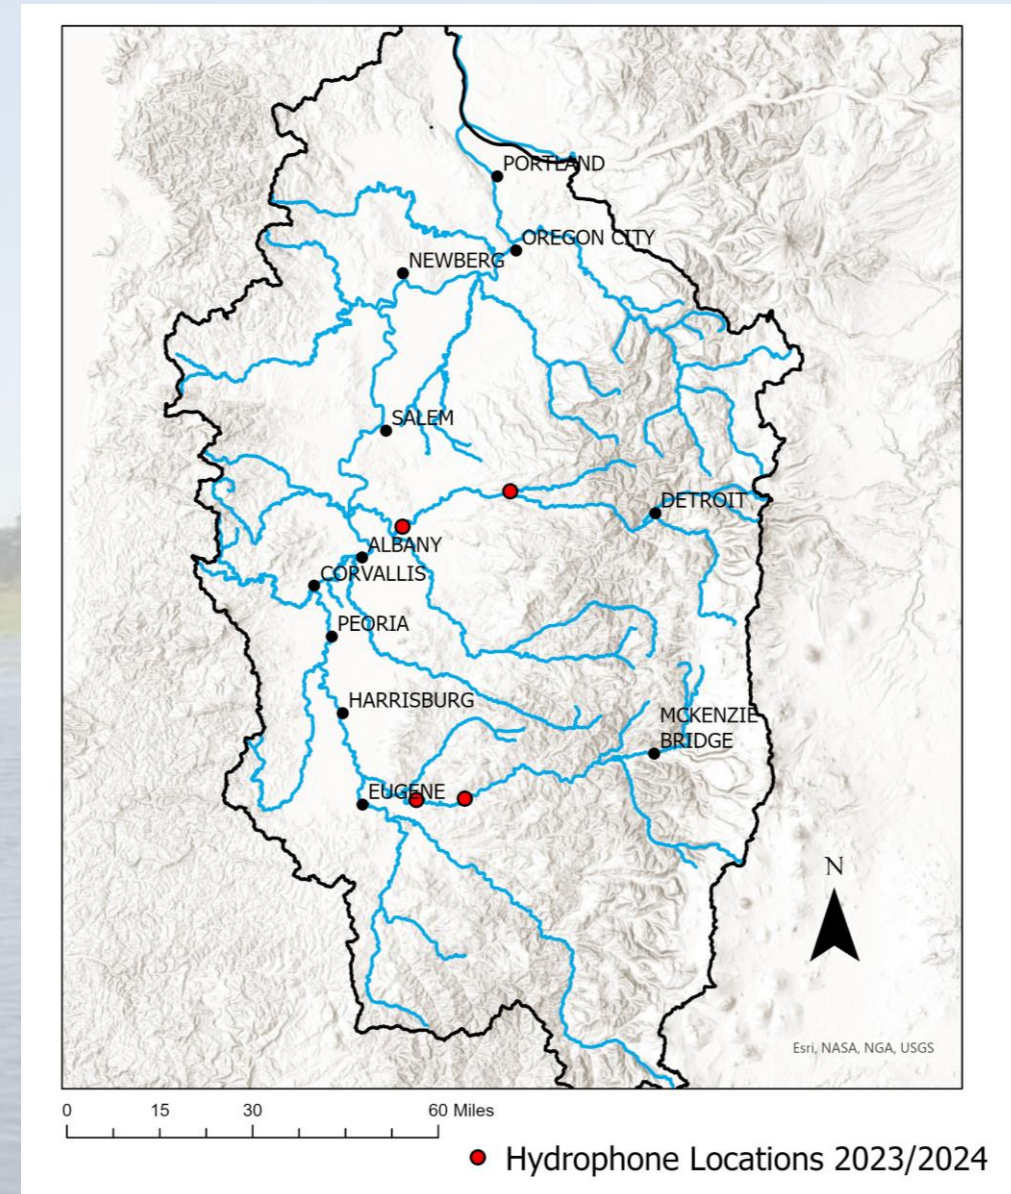 PORTLAND
OREGON CITY
NEWBERG
SALEM
DETROIT
ALBANY
CORVALLIS
PEORIA
HARRISBURG
MCKENZIE
BRIDGE
EUGENE
N
Esri, NASA, NGA, USGS
0 15 30 60 Miles
Hydrophone Locations 2023/2024